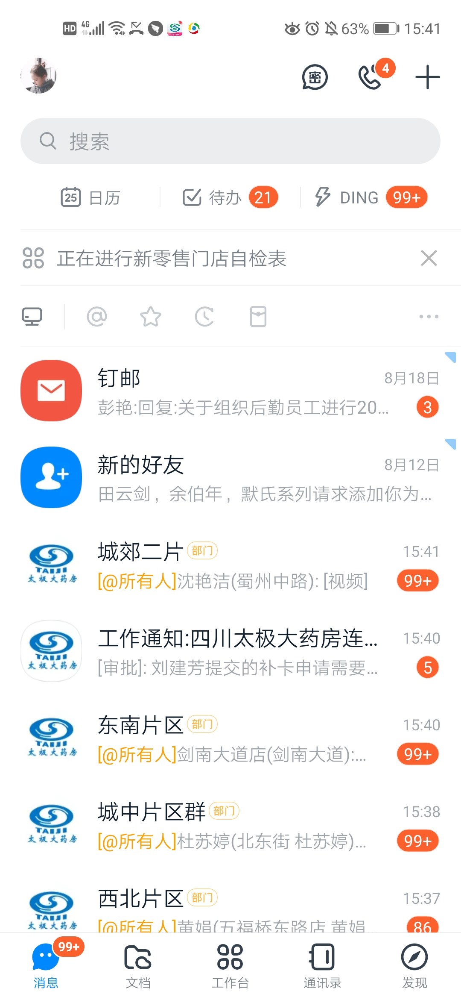 HD 4G 63% 15:41
密 4
搜索
25 日历 待办 21 DING 99+
正在进行新零售门店自检表
钉邮 8月18日
彭艳:回复:关于组织后勤员工进行20... 3
新的好友 8月12日
田云剑，余伯年，默氏系列请求添加你为...
城郊二片 部门 15:41
TAIJI
太极大药房
[@所有人]沈艳洁(蜀州中路): [视频] 99+
工作通知:四川太极大药房连... 15:40
TAIJI
太极大药房
[审批]: 刘建芳提交的补卡申请需要... 5
东南片区 部门 15:40
TAIJI
太极大药房
[@所有人]剑南大道店(剑南大道):... 99+
城中片区群 部门 15:38
TAIJI
太极大药房
[@所有人]杜苏婷(北东街 杜苏婷)... 99+
西北片区 部门 15:37
TAIJI
太极大药房
[@所有人]黄娟(五福桥东路店 黄娟... 86
99+
消息 文档 工作台 通讯录 发现